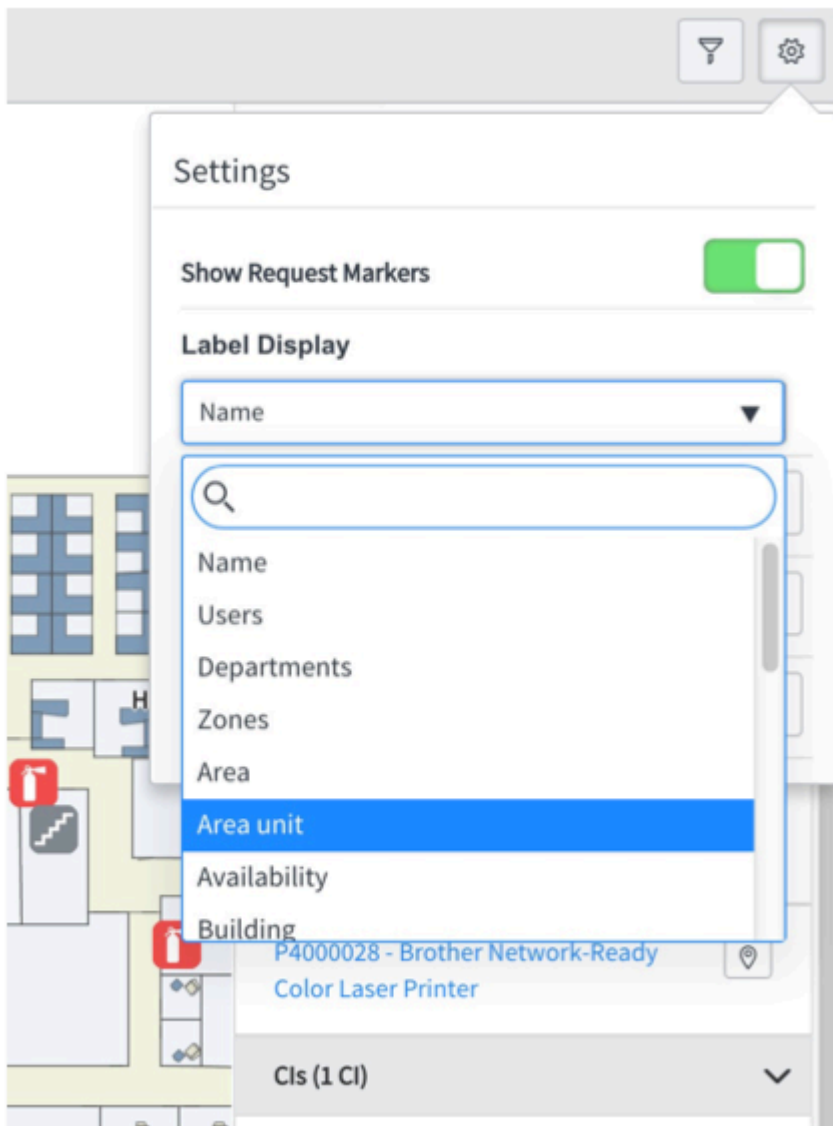 Settings
Show Request Markers
Label Display
Name
Name
Users
Departments
Zones
Area
Area unit
Availability
Building
H
P4000028 - Brother Network-Ready
Color Laser Printer
CIs (1 CI)